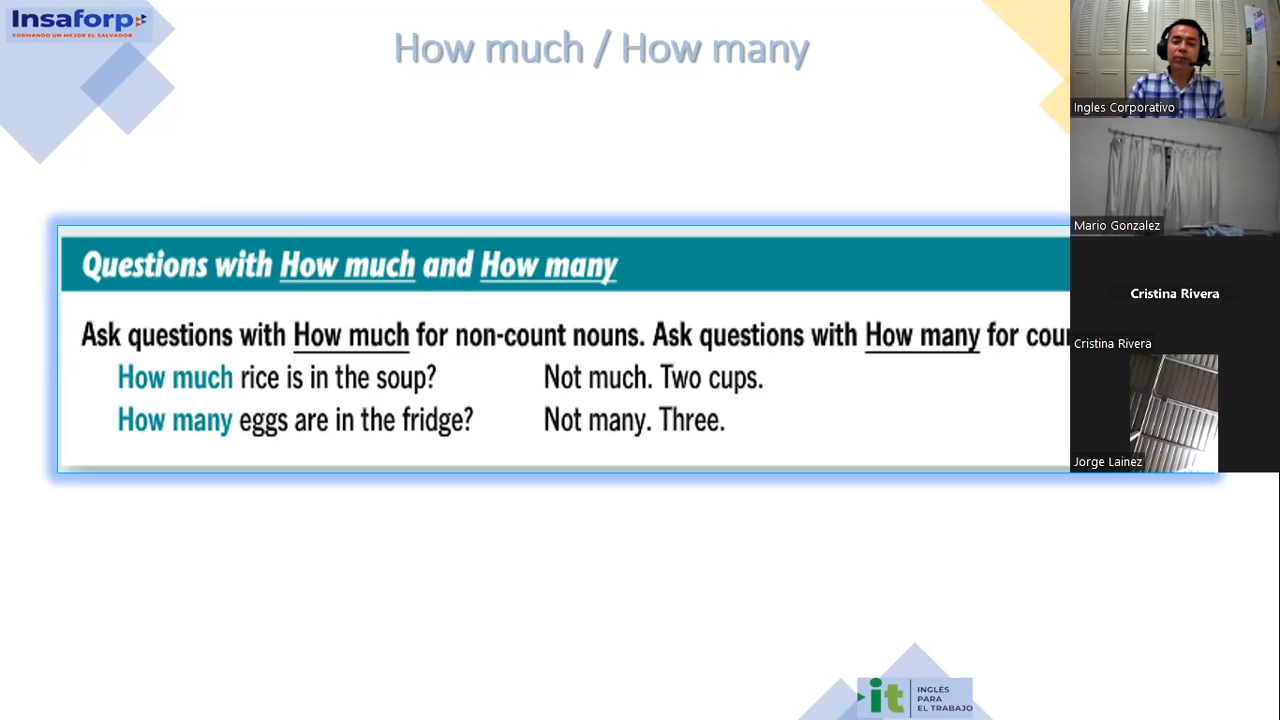 Insaforp
FORMANDO UN MEJOR EL SALVADOR
How much / How many
Questions with How much and How many
Ask questions with How much for non-count nouns. Ask questions with How many for
How much rice is in the soup? Not much. Two cups.
How many eggs are in the fridge? Not many. Three.
Ingles Corporativo
Mario Gonzalez
Cristina Rivera
Cristina Rivera
Jorge Lainez
it INGLÉS
PARA
EL TRABAJO